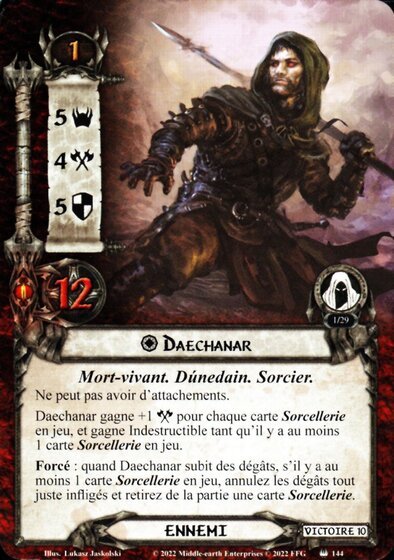 1
5
4
5
12
1/29
Daechanar
Mort-vivant. Dúnedain. Sorcier.
Ne peut pas avoir d'attachements.
Daechanar gagne +1 pour chaque carte Sorcellerie
en jeu, et gagne Indestructible tant qu'il y a au moins
1 carte Sorcellerie en jeu.
Forcé : quand Daechanar subit des dégâts, s'il y a au
moins 1 carte Sorcellerie en jeu, annulez les dégâts tout
juste infligés et retirez de la partie une carte Sorcellerie.
ENNEMI
VICTOIRE 10
Illus. Lukasz Jaskolski © 2022 Middle-earth Enterprises © 2022 FFG 144